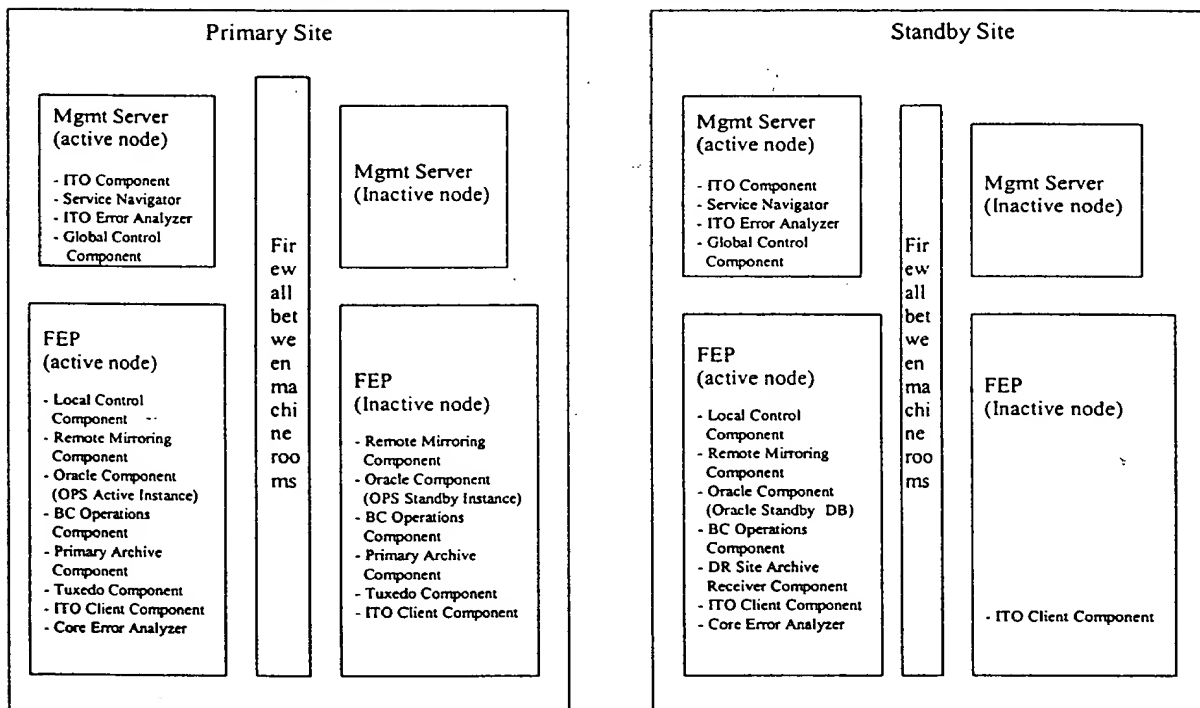 Primary Site
Mgmt Server
(active node)
- ITO Component
- Service Navigator
- ITO Error Analyzer
- Global Control
Component
FEP
(active node)
- Local Control
Component
- Remote Mirroring
Component
- Oracle Component
(OPS Active Instance)
- BC Operations
Component
- Primary Archive
Component
- Tuxedo Component
- ITO Client Component
- Core Error Analyzer
Fir
ew
all
bet
we
en
ma
chi
ne
roo
ms
Mgmt Server
(Inactive node)
FEP
(Inactive node)
- Remote Mirroring
Component
- Oracle Component
(OPS Standby Instance)
- BC Operations
Component
- Primary Archive
Component
- Tuxedo Component
- ITO Client Component
Standby Site
Mgmt Server
(active node)
- ITO Component
- Service Navigator
- ITO Error Analyzer
- Global Control
Component
FEP
(active node)
- Local Control
Component
- Remote Mirroring
Component
- Oracle Component
(Oracle Standby DB)
- BC Operations
Component
- DR Site Archive
Receiver Component
- ITO Client Component
- Core Error Analyzer
Fir
ew
all
bet
we
en
ma
chi
ne
roo
ms
Mgmt Server
(Inactive node)
FEP
(Inactive node)
- ITO Client Component